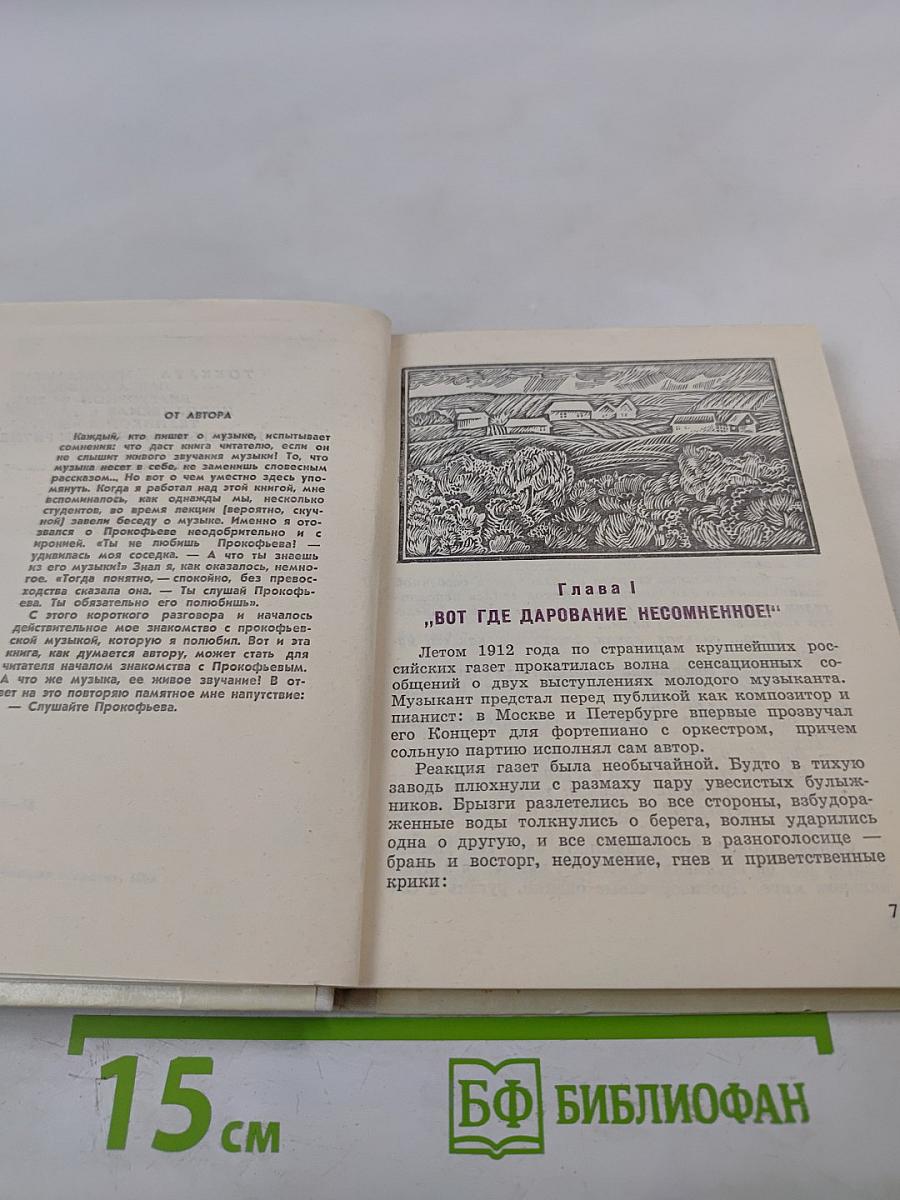 ОТ АВТОРА
Каждый, кто пишет о музыке, испытывает
сомнения: что даст книга читателю, если он
не слышит живого звучания музыки! То, что
музыка несет в себе, не заменишь словесным
рассказом... Но вот о чем уместно здесь упо-
мянуть. Когда я работал над этой книгой, мне
вспоминалось, как однажды мы, несколько
студентов, во время лекции (вероятно, скуч-
ной) завели беседу о музыке. Именно я ото-
звался о Прокофьеве неодобрительно и с
иронией. «Ты не любишь Прокофьева! —
удивилась моя соседка. — А что ты знаешь
из его музыки!» Знал я, как оказалось, немно-
гое. «Тогда понятно, — спокойно, без превос-
ходства сказала она. — Ты слушай Прокофь-
ева. Ты обязательно его полюбишь».
С этого короткого разговора и началось
действительное мое знакомство с прокофьев-
ской музыкой, которую я полюбил. Вот и эта
книга, как думается автору, может стать для
читателя началом знакомства с Прокофьевым.
А что же музыка, ее живое звучание! В от-
вет на это повторяю памятное мне напутствие:
— Слушайте Прокофьева.
Глава I
„ВОТ ГДЕ ДАРОВАНИЕ НЕСОМНЕННОЕ!“
Летом 1912 года по страницам крупнейших рос-
сийских газет прокатилась волна сенсационных со-
общений о двух выступлениях молодого музыканта.
Музыкант предстал перед публикой как композитор и
пианист: в Москве и Петербурге впервые прозвучал
его Концерт для фортепиано с оркестром, причем
сольную партию исполнял сам автор.
Реакция газет была необычайной. Будто в тихую
заводь плюхнули с размаху пару увесистых булыж-
ников. Брызги разлетелись во все стороны, взбудора-
женные воды толкнулись о берега, волны ударились
одна о другую, и все смешалось в разноголосице —
брань и восторг, недоумение, гнев и приветственные
крики:
7
15 см
БФ БИБЛИОФАН